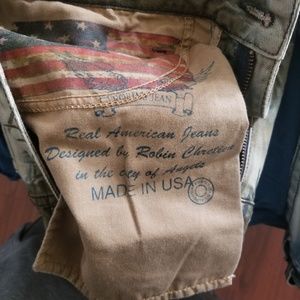 Real American Jeans
Designed by Robin Chretien
in the city of Angels
MADE IN USA